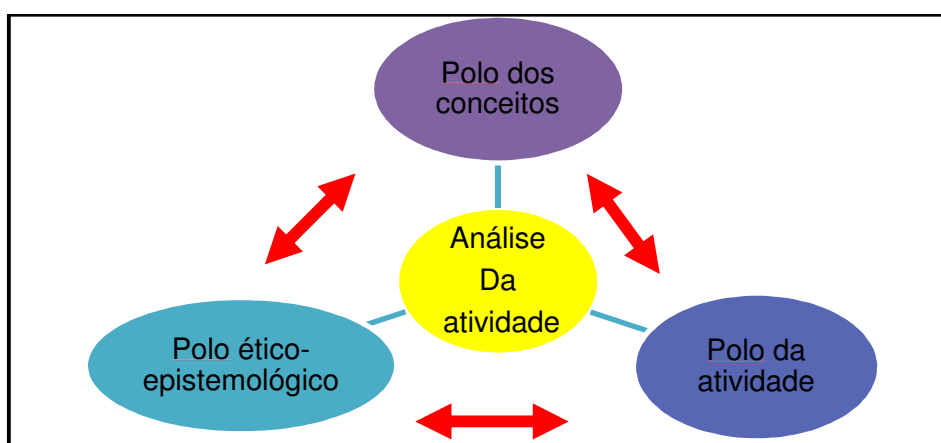 Polo dos
conceitos
Análise
Da
atividade
Polo ético-
epistemológico
Polo da
atividade